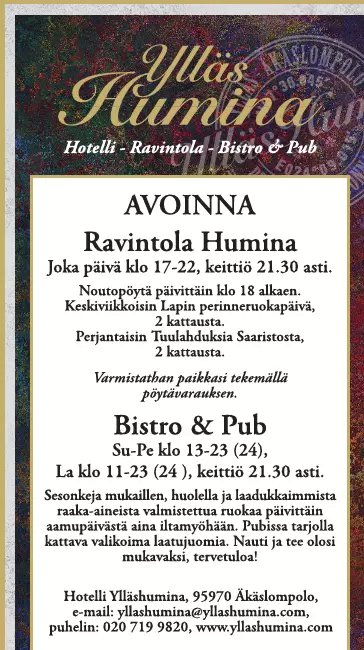 Ylläs
Humina
Hotelli - Ravintola - Bistro & Pub
AVOINNA
Ravintola Humina
Joka päivä klo 17-22, keittiö 21.30 asti.
Noutopöytä päivittäin klo 18 alkaen.
Keskiviikkoisin Lapin perinneruokapäivä,
2 kattausta.
Perjantaisin Tuulahduksia Saaristosta,
2 kattausta.
Varmistathan paikkasi tekemällä
pöytävarauksen.
Bistro & Pub
Su-Pe klo 13-23 (24),
La klo 11-23 (24 ), keittiö 21.30 asti.
Sesonkeja mukaillen, huolella ja laadukkaimmista
raaka-aineista valmistettua ruokaa päivittäin
aamupäivästä aina iltamyöhään. Pubissa tarjolla
kattava valikoima laatujuomia. Nauti ja tee olosi
mukavaksi, tervetuloa!
Hotelli Ylläshumina, 95970 Äkäslompolo,
e-mail: yllashumina@yllashumina.com,
puhelin: 020 719 9820, www.yllashumina.com